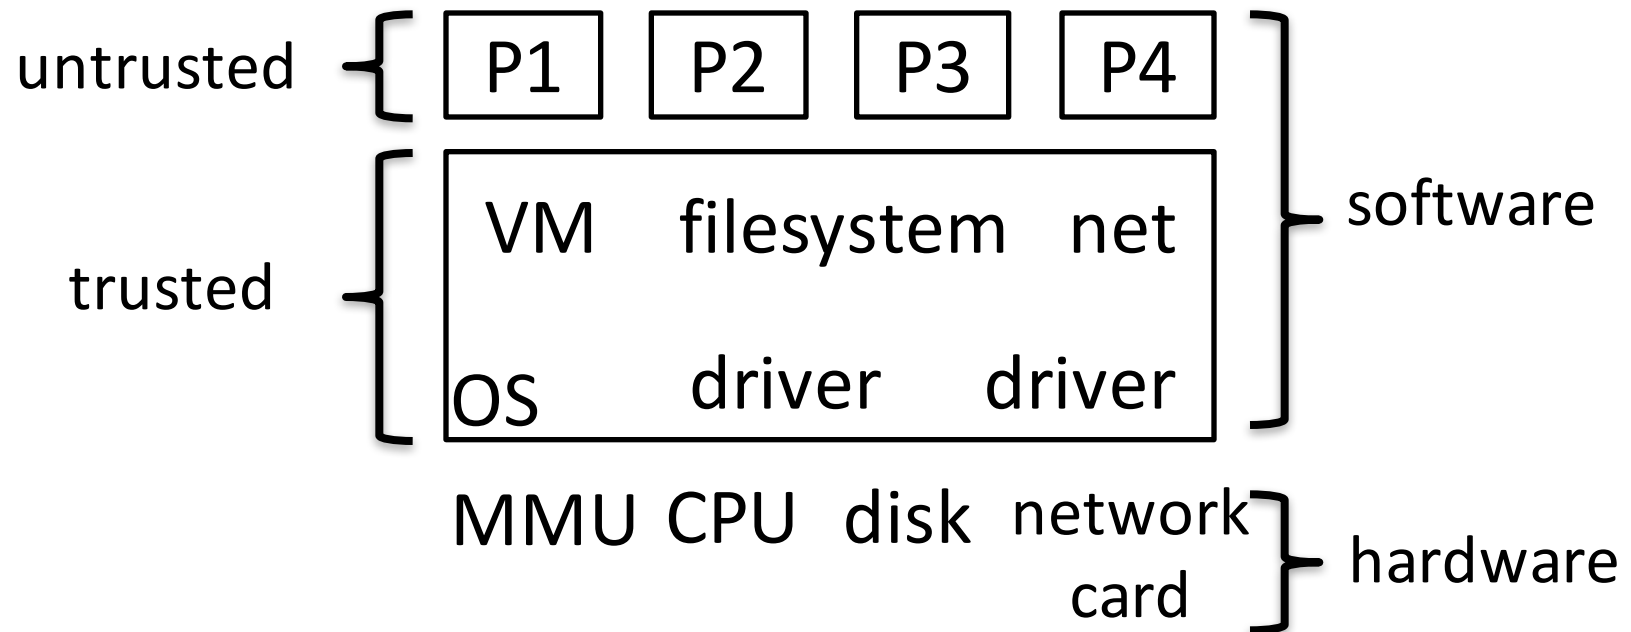 untrusted
P1 P2 P3 P4
software
trusted
VM filesystem net
OS driver driver
MMU CPU disk network
card
hardware